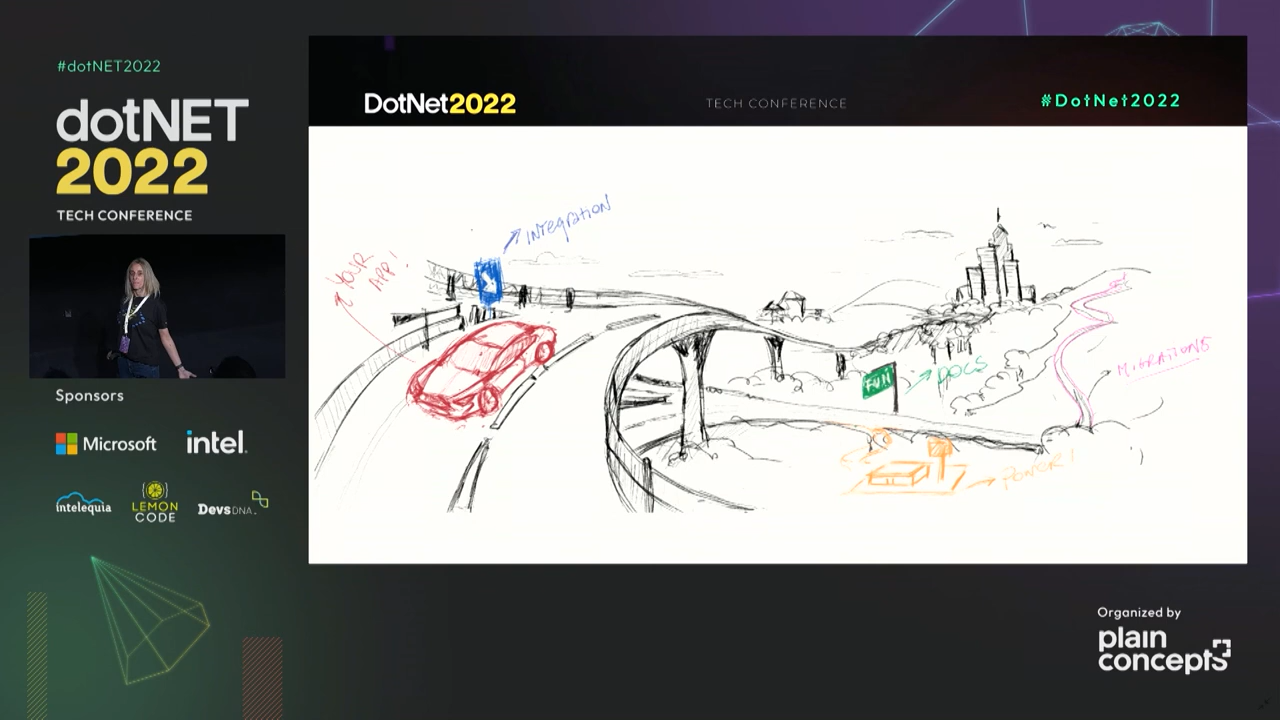 #dotNET2022
dotNET
2022
TECH CONFERENCE
Sponsors
Microsoft
intel.
intelequia
LEMON
CODE
DevsDNA.
DotNet2022
TECH CONFERENCE
#DotNet2022
INTEGRATION
YOUR
APP!
FUN
DOCS
MIGRATIONS
POWER!
Organized by
plain
concepts